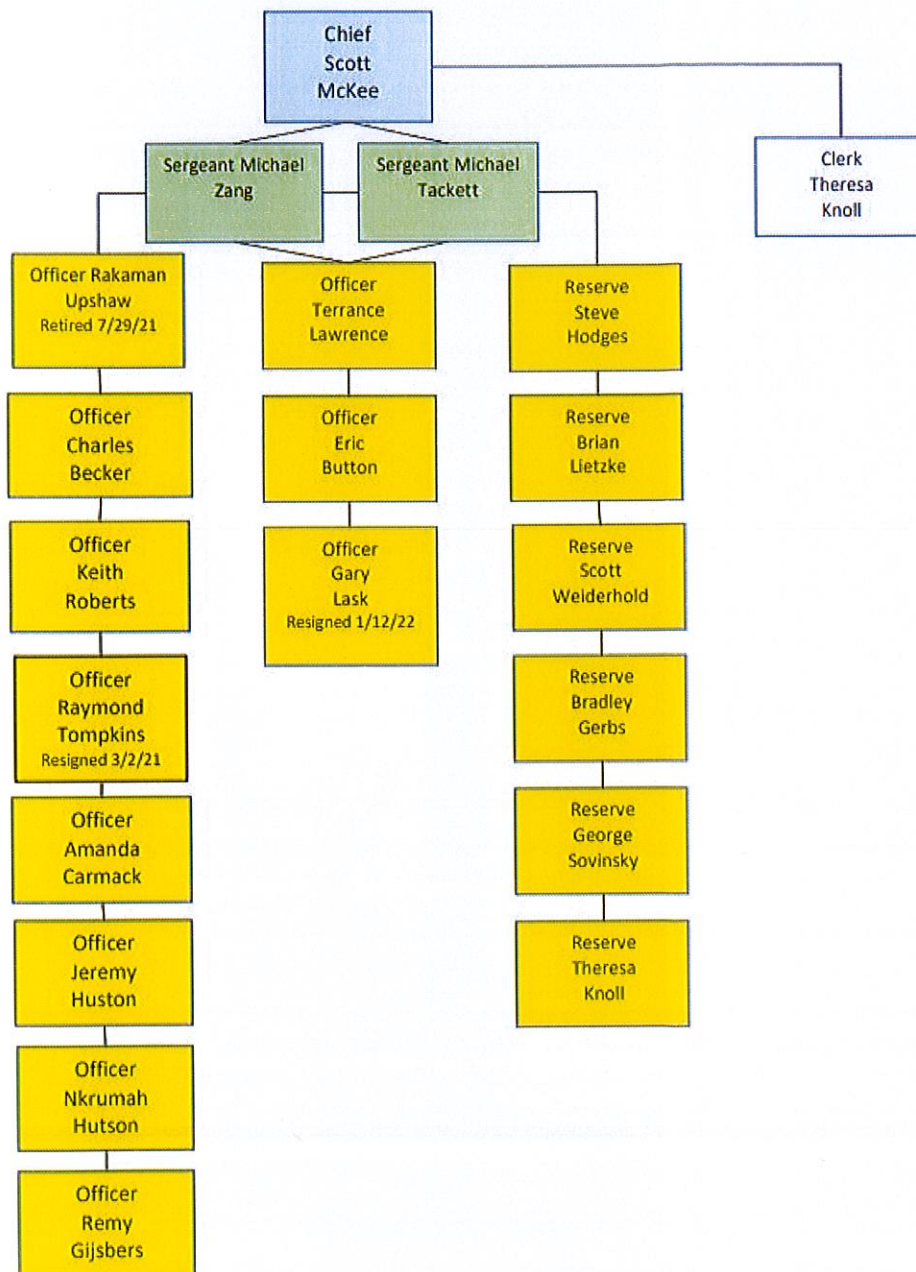 Chief
Scott
McKee
Sergeant Michael
Zang
Sergeant Michael
Tackett
Clerk
Theresa
Knoll
Officer Rakaman
Upshaw
Retired 7/29/21
Officer
Charles
Becker
Officer
Keith
Roberts
Officer
Raymond
Tompkins
Resigned 3/2/21
Officer
Amanda
Carmack
Officer
Jeremy
Huston
Officer
Nkrumah
Hutson
Officer
Remy
Gijsbers
Officer
Terrance
Lawrence
Officer
Eric
Button
Officer
Gary
Lask
Resigned 1/12/22
Reserve
Steve
Hodges
Reserve
Brian
Lietzke
Reserve
Scott
Weiderhold
Reserve
Bradley
Gerbs
Reserve
George
Sovinsky
Reserve
Theresa
Knoll